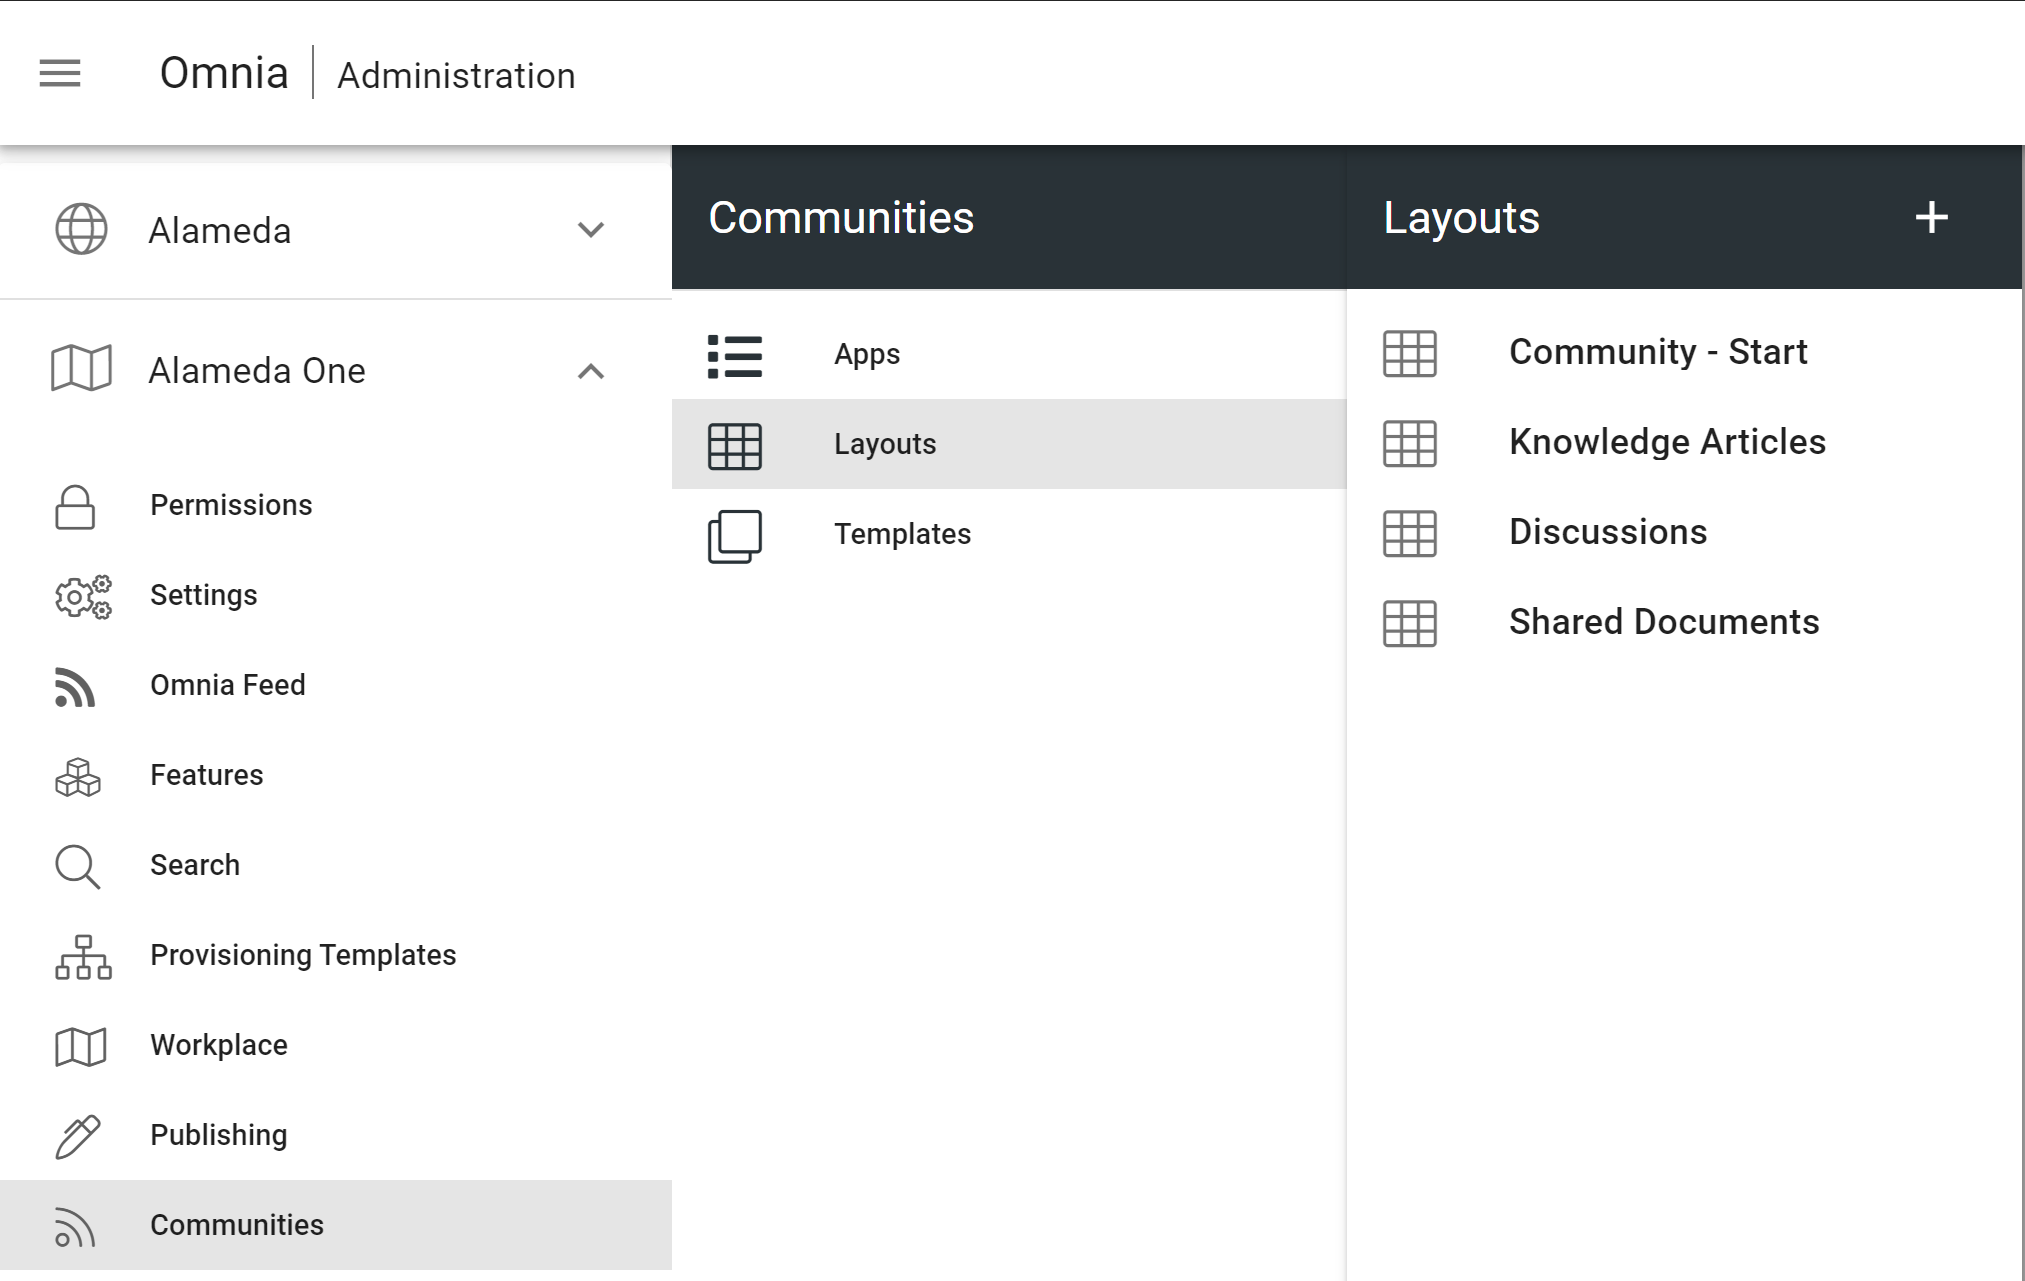 Omnia
Administration
Alameda
Alameda One
Permissions
Settings
Omnia Feed
Features
Search
Provisioning Templates
Workplace
Publishing
Communities
Communities
Apps
Layouts
Templates
Layouts
Community - Start
Knowledge Articles
Discussions
Shared Documents